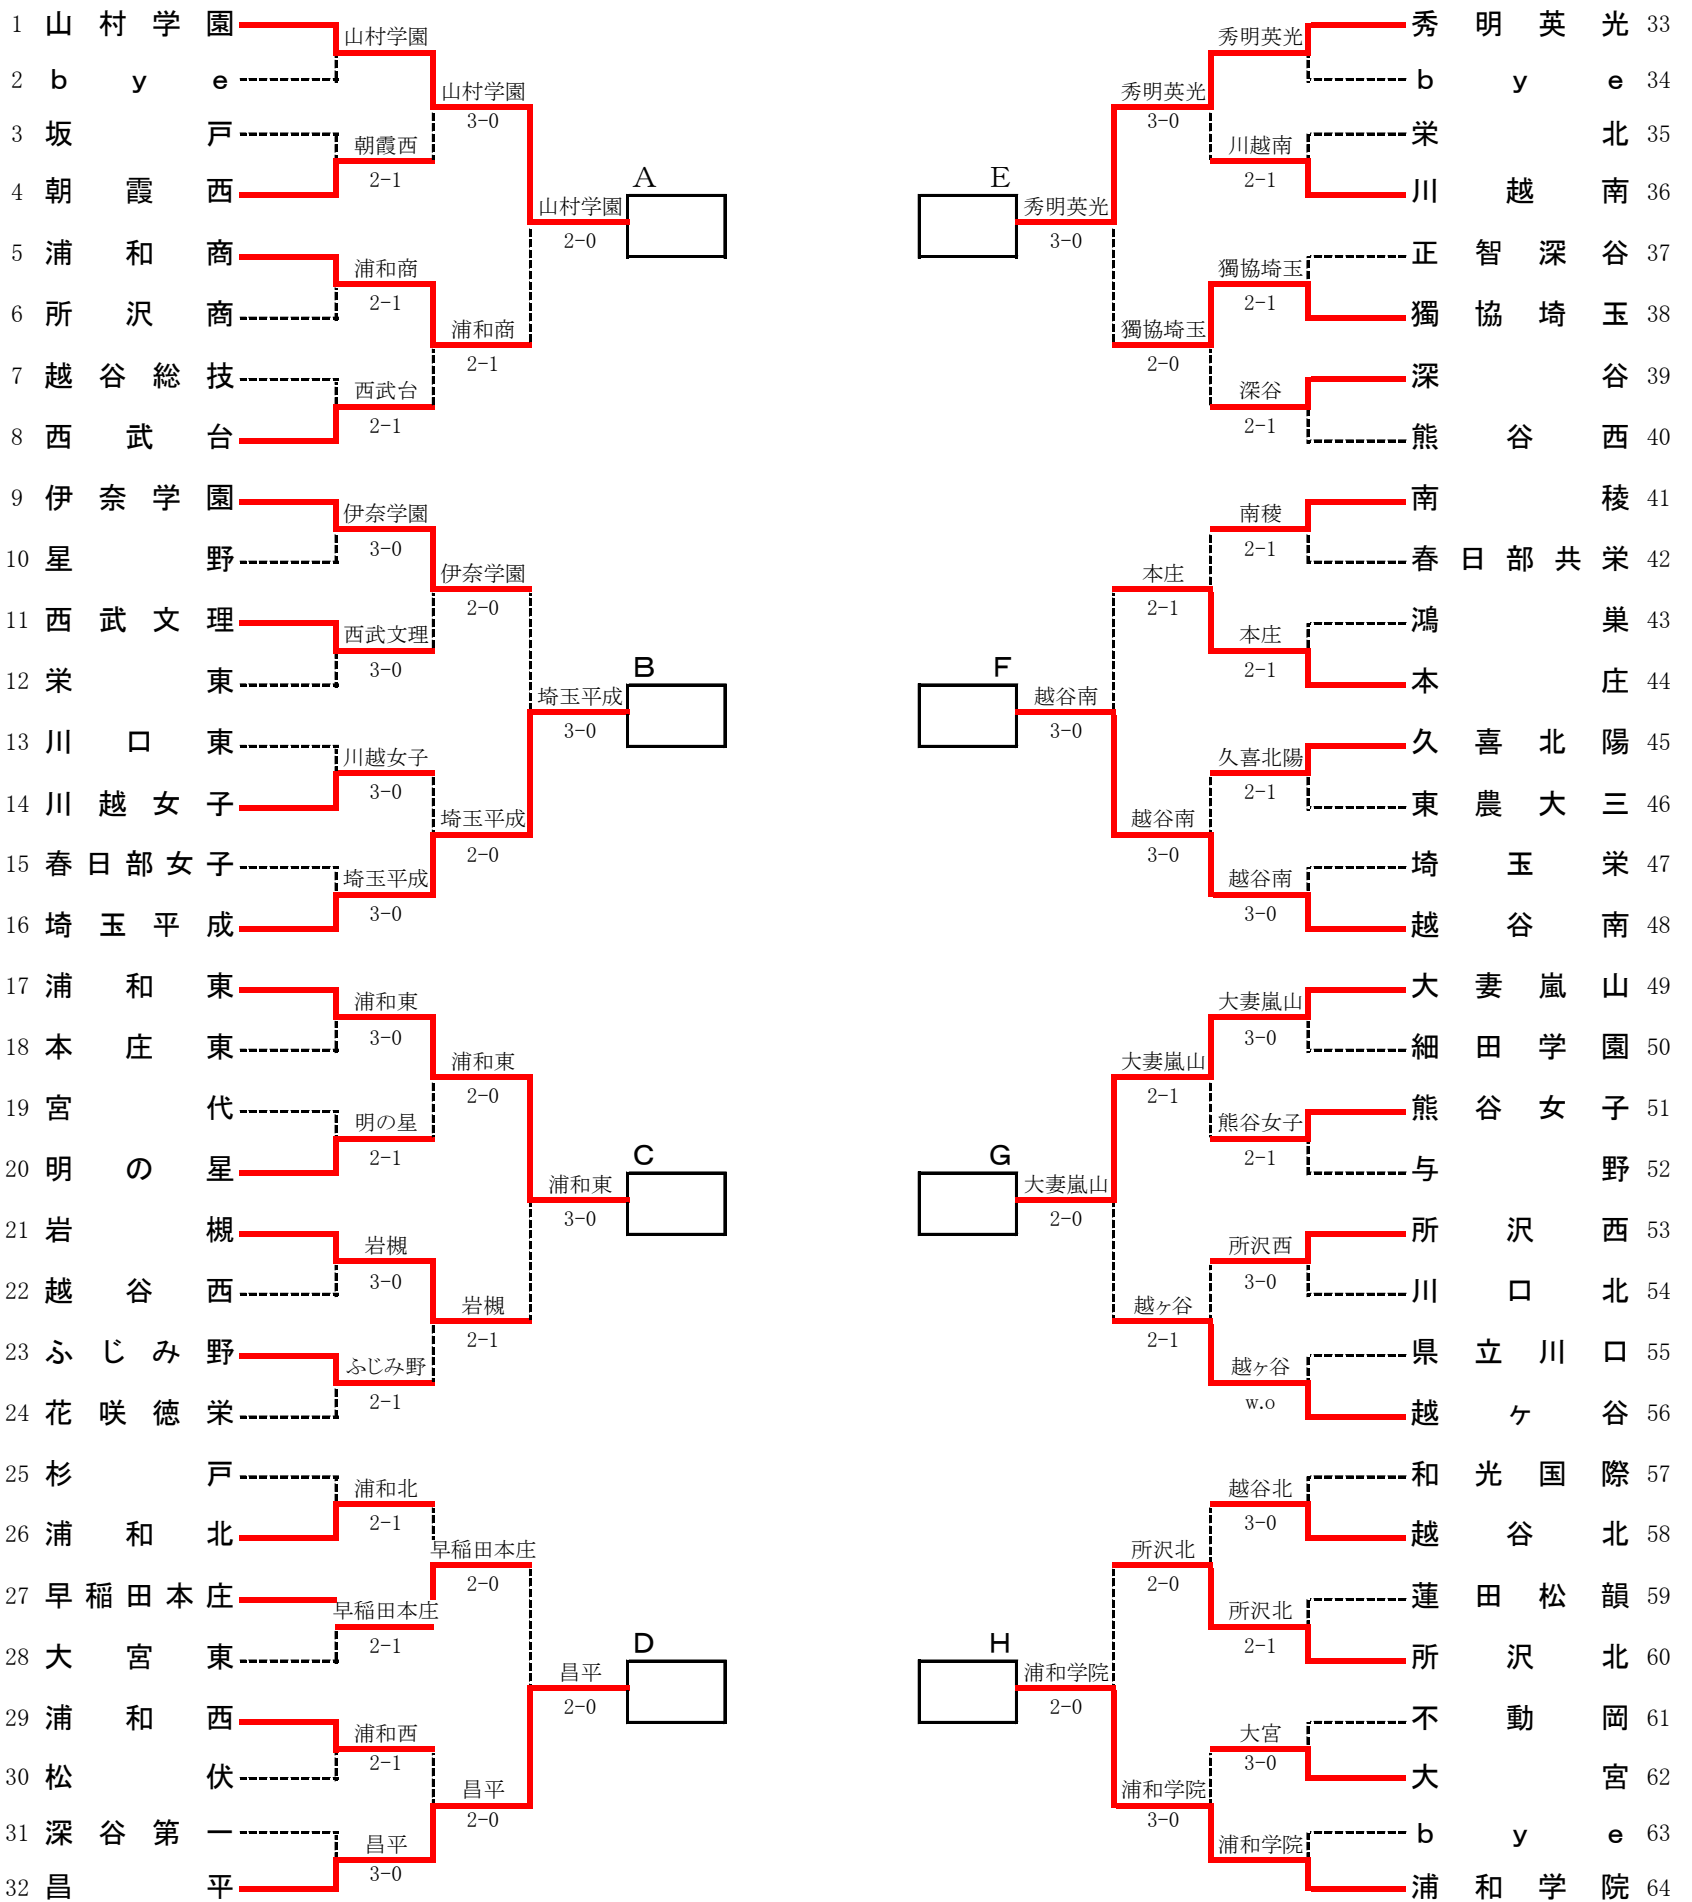 1 山村学園
2 bye
3 坂戸
4 朝霞西
5 浦和商
6 所沢商
7 越谷総技
8 西武台
9 伊奈学園
10 星野
11 西武文理
12 栄東
13 川口東
14 川越女子
15 春日部女子
16 埼玉平成
17 浦和東
18 本庄東
19 宮代
20 明の星
21 岩槻
22 越谷西
23 ふじみ野
24 花咲徳栄
25 杉戸
26 浦和北
27 早稲田本庄
28 大宮東
29 浦和西
30 松伏
31 深谷第一
32 昌平
山村学園
朝霞西
2-1
浦和商
2-1
西武台
2-1
伊奈学園
3-0
西武文理
3-0
川越女子
3-0
埼玉平成
3-0
浦和東
3-0
明の星
2-1
岩槻
3-0
ふじみ野
2-1
浦和北
2-1
早稲田本庄
2-1
浦和西
2-1
昌平
3-0
山村学園
3-0
浦和商
2-1
伊奈学園
2-0
埼玉平成
2-0
浦和東
2-0
岩槻
2-1
早稲田本庄
2-0
昌平
2-0
山村学園
2-0
埼玉平成
3-0
浦和東
3-0
昌平
2-0
A
B
C
D
E
F
G
H
秀明英光
3-0
越谷南
3-0
大妻嵐山
2-0
浦和学院
2-0
秀明英光
3-0
獨協埼玉
2-0
本庄
2-1
越谷南
3-0
大妻嵐山
2-1
越ヶ谷
2-1
所沢北
2-0
浦和学院
3-0
秀明英光
川越南
2-1
獨協埼玉
2-1
深谷
2-1
南稜
2-1
本庄
2-1
久喜北陽
2-1
越谷南
3-0
大妻嵐山
3-0
熊谷女子
2-1
所沢西
3-0
越ヶ谷
w.o
越谷北
3-0
所沢北
2-1
大宮
3-0
浦和学院
秀明英光 33
bye 34
栄北 35
川越南 36
正智深谷 37
獨協埼玉 38
深谷 39
熊谷西 40
南稜 41
春日部共栄 42
鴻巣 43
本庄 44
久喜北陽 45
東農大三 46
埼玉栄 47
越谷南 48
大妻嵐山 49
細田学園 50
熊谷女子 51
与野 52
所沢西 53
川口北 54
県立川口 55
越ヶ谷 56
和光国際 57
越谷北 58
蓮田松韻 59
所沢北 60
不動岡 61
大宮 62
bye 63
浦和学院 64